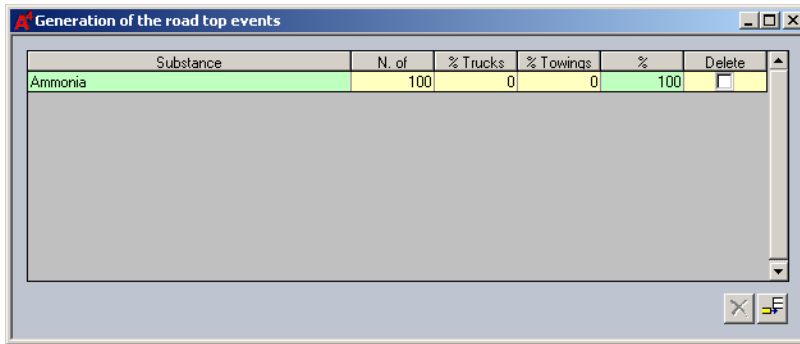 Generation of the road top events
Substance N. of % Trucks % Towings % Delete
Ammonia 100 0 0 100